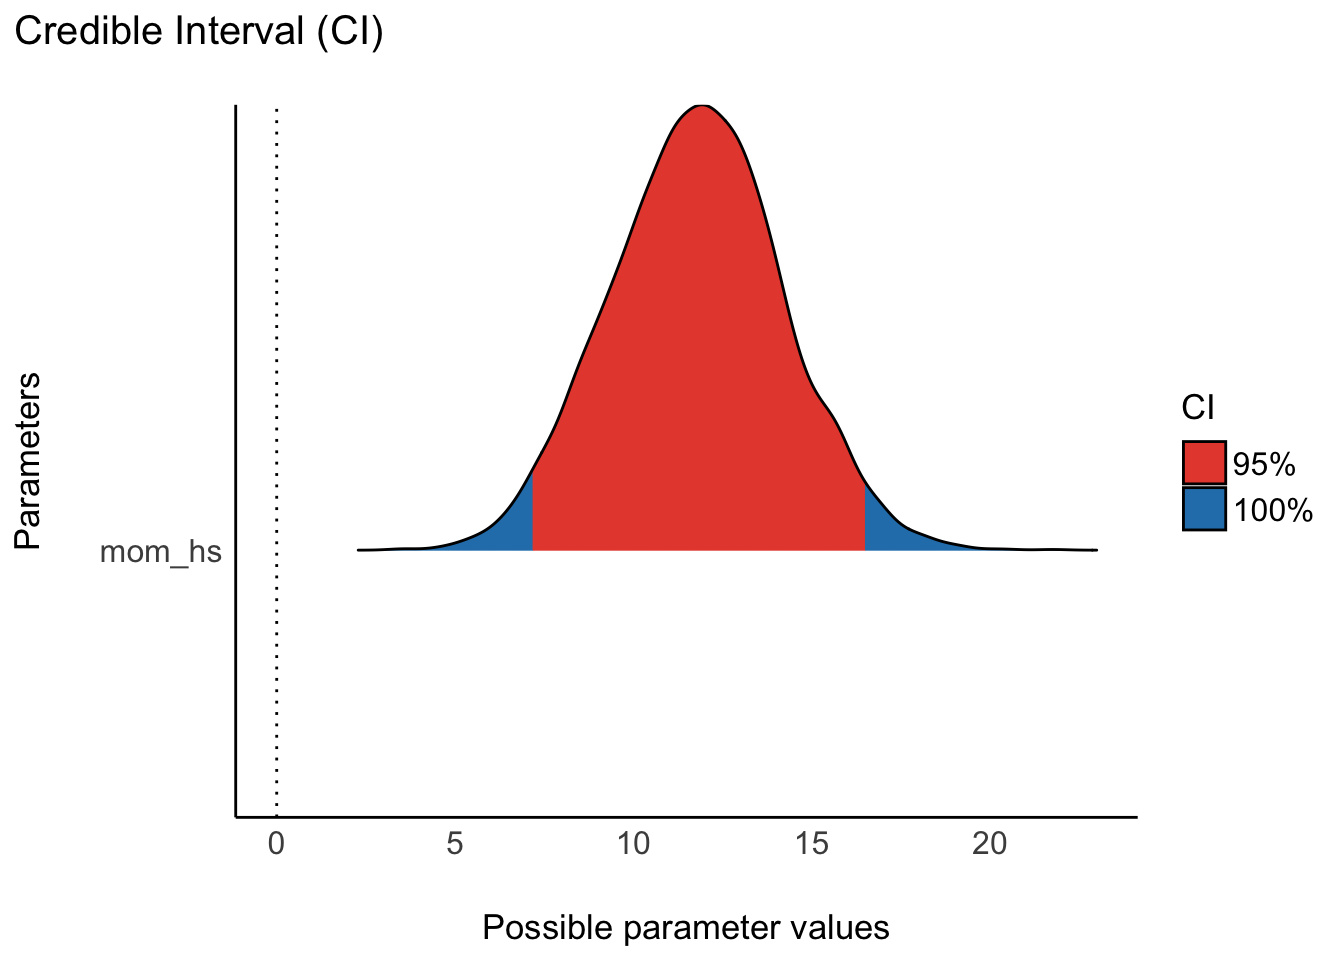 Credible Interval (CI)
Parameters
mom_hs
CI
95%
100%
0 5 10 15 20
Possible parameter values